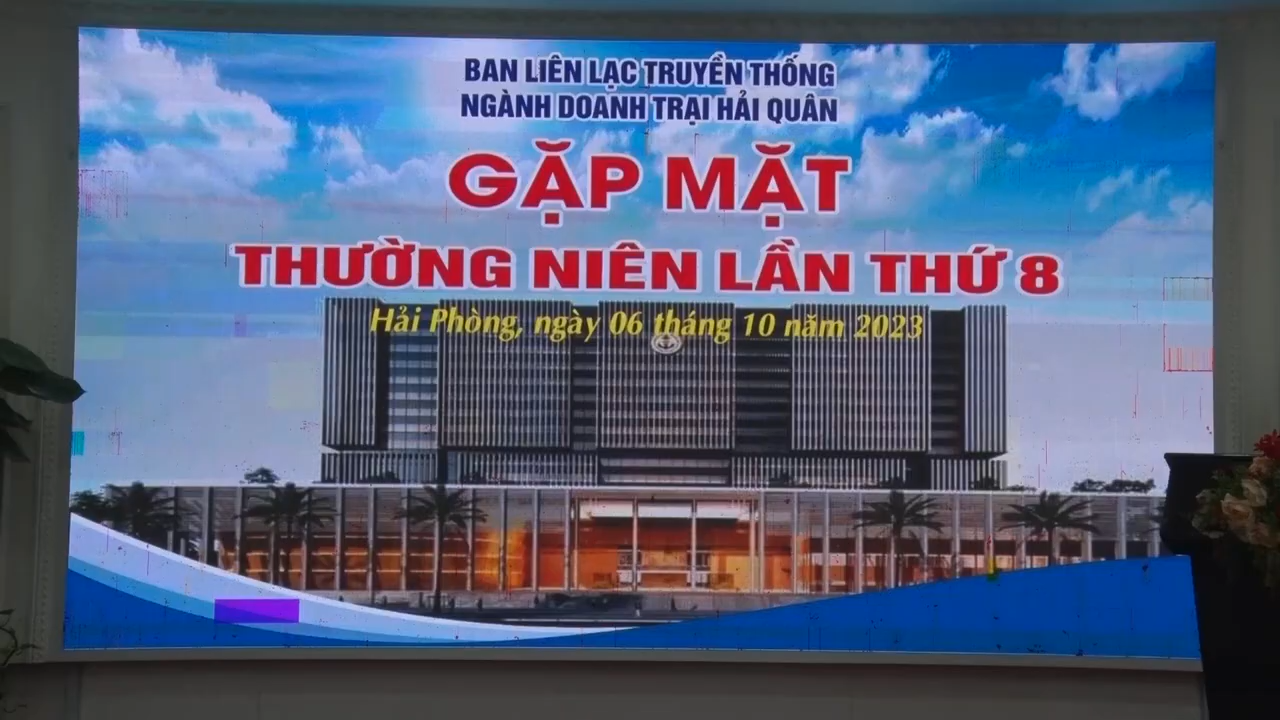 BAN LIÊN LẠC TRUYỀN THỐNG
NGÀNH DOANH TRẠI HẢI QUÂN
GẶP MẶT
THƯỜNG NIÊN LẦN THỨ 8
Hải Phòng, ngày 06 tháng 10 năm 2023